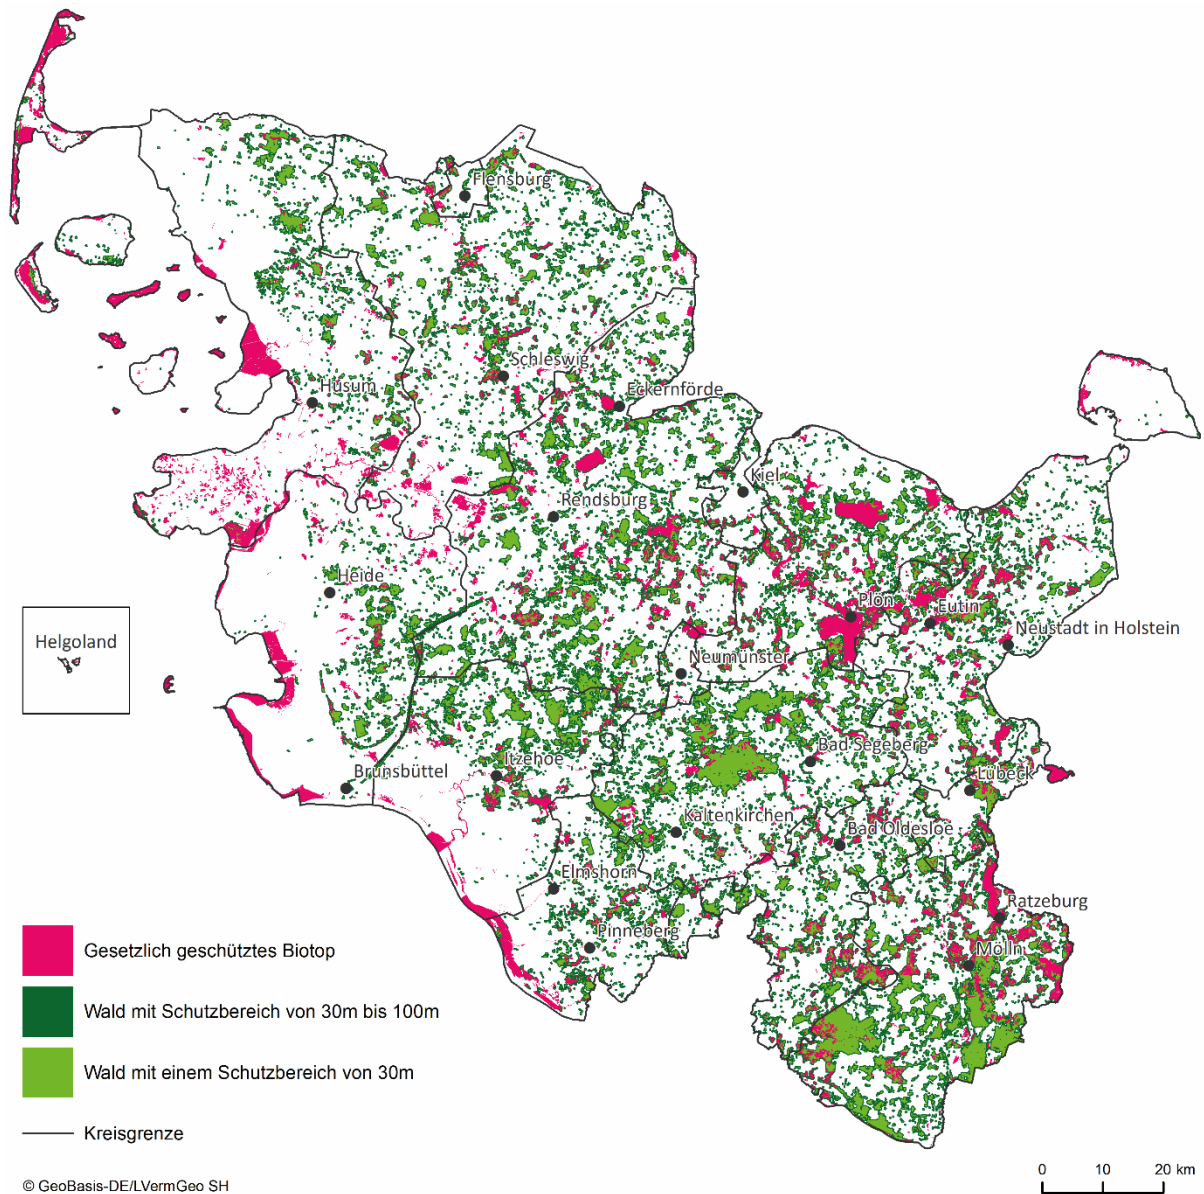 Flensburg
Schleswig
Husum
Eckernförde
Kiel
Rendsburg
Heide
Plön
Eutin
Helgoland
Neustadt in Holstein
Neumünster
Bad Segeberg
Itzehoe
Brunsbüttel
Lübeck
Kaltenkirchen
Bad Oldesloe
Elmshorn
Ratzeburg
Pinneberg
Mölln
Gesetzlich geschütztes Biotop
Wald mit Schutzbereich von 30m bis 100m
Wald mit einem Schutzbereich von 30m
Kreisgrenze
0 10 20 km
© GeoBasis-DE/LVermGeo SH